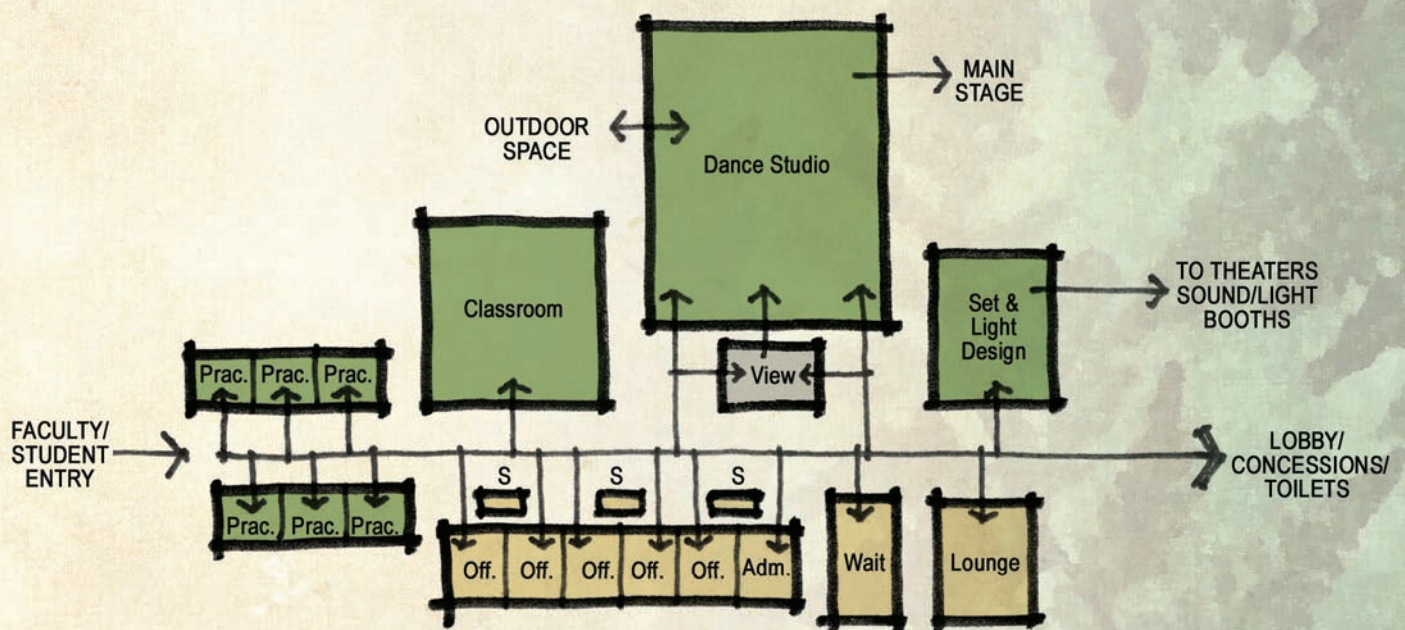 MAIN
STAGE
OUTDOOR
SPACE
Dance Studio
Classroom
Set &
Light
Design
TO THEATERS
SOUND/LIGHT
BOOTHS
View
Prac. Prac. Prac.
FACULTY/
STUDENT
ENTRY
LOBBY/
CONCESSIONS/
TOILETS
S S S
Prac. Prac. Prac.
Off. Off. Off. Off. Off. Adm.
Wait
Lounge